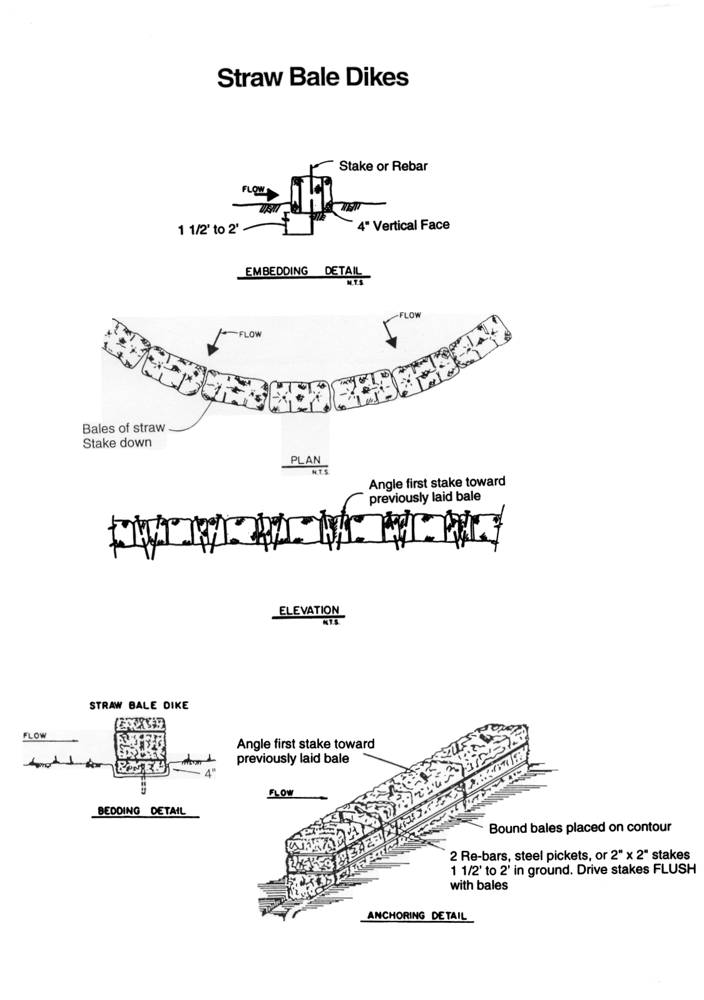 Straw Bale Dikes
Stake or Rebar
FLOW
1 1/2' to 2'
4" Vertical Face
EMBEDDING DETAIL
N.T.S.
FLOW
FLOW
Bales of straw
Stake down
PLAN
N.T.S.
Angle first stake toward
previously laid bale
ELEVATION
N.T.S.
STRAW BALE DIKE
FLOW
4"
BEDDING DETAIL
Angle first stake toward
previously laid bale
FLOW
Bound bales placed on contour
2 Re-bars, steel pickets, or 2" x 2" stakes
1 1/2' to 2' in ground. Drive stakes FLUSH
with bales
ANCHORING DETAIL